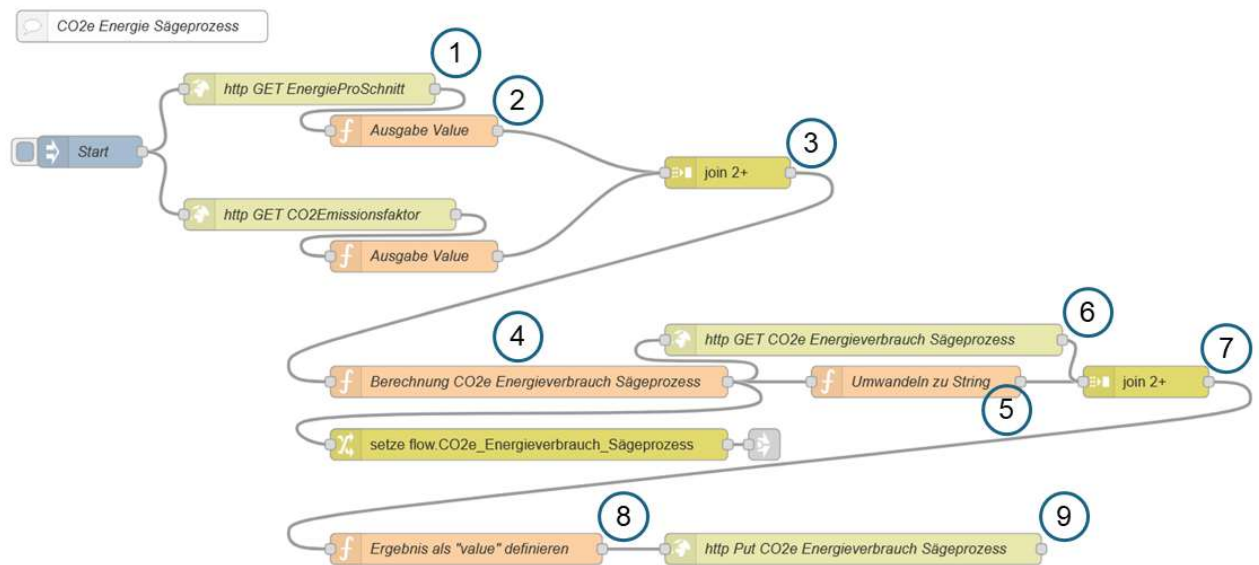 CO2e Energie Sägeprozess
1
http GET EnergieProSchnitt
2
Ausgabe Value
Start
3
join 2+
http GET CO2Emissionsfaktor
Ausgabe Value
6
http GET CO2e Energieverbrauch Sägeprozess
4
7
Berechnung CO2e Energieverbrauch Sägeprozess
Umwandeln zu String
join 2+
5
setze flow.CO2e_Energieverbrauch_Sägeprozess
8
9
Ergebnis als "value" definieren
http Put CO2e Energieverbrauch Sägeprozess